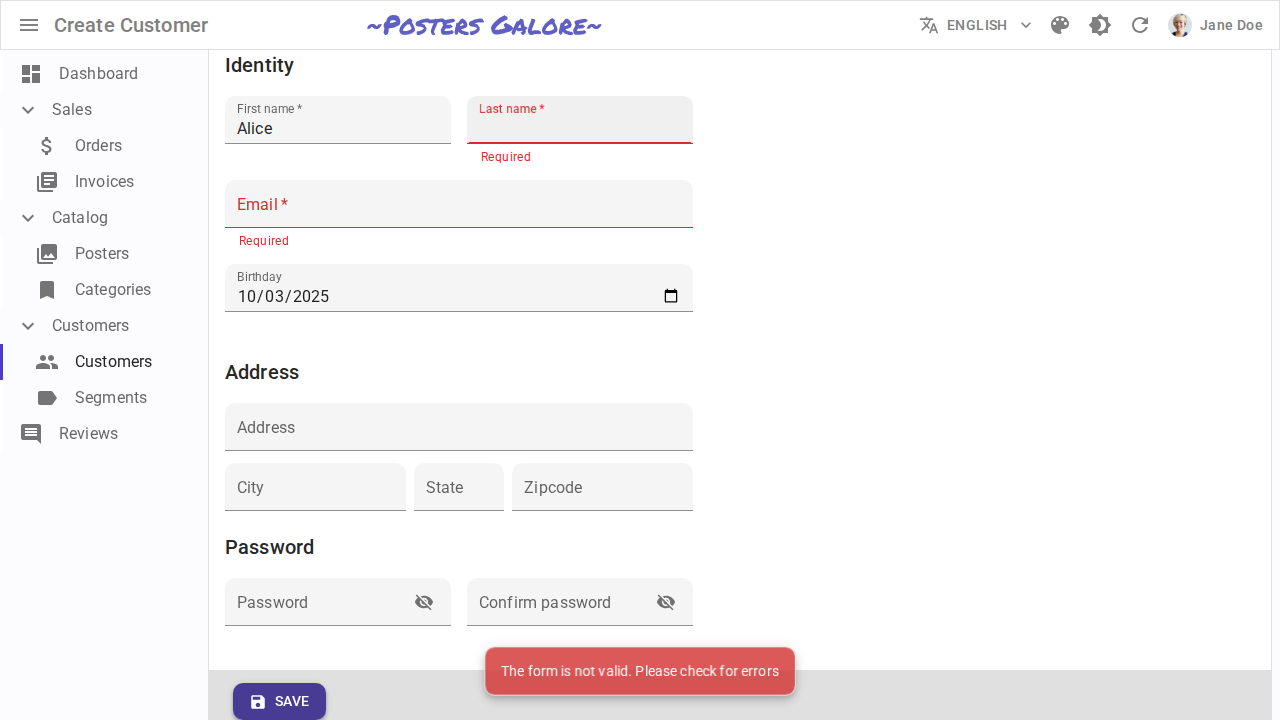 Create Customer
~Posters Galore~
ENGLISH
Jane Doe
Dashboard
Sales
Orders
Invoices
Catalog
Posters
Categories
Customers
Customers
Segments
Reviews
Identity
First name *
Alice
Last name *
Required
Email *
Required
Birthday
10/03/2025
Address
Address
City
State
Zipcode
Password
Password
Confirm password
The form is not valid. Please check for errors
SAVE